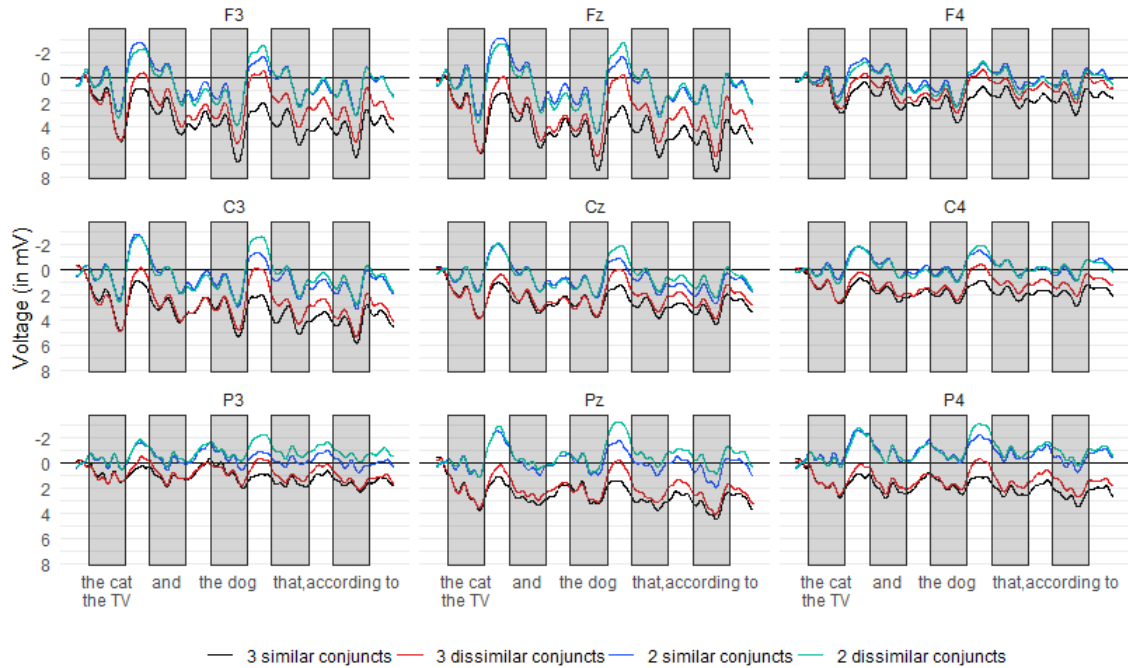 F3 Fz F4
-2
0
2
4
6
8
C3 Cz C4
-2
0
2
4
6
8
P3 Pz P4
-2
0
2
4
6
8
Voltage (in mV)
the cat and the dog that,according to the cat and the dog that,according to the cat and the dog that,according to
the TV the TV the TV
3 similar conjuncts 3 dissimilar conjuncts 2 similar conjuncts 2 dissimilar conjuncts